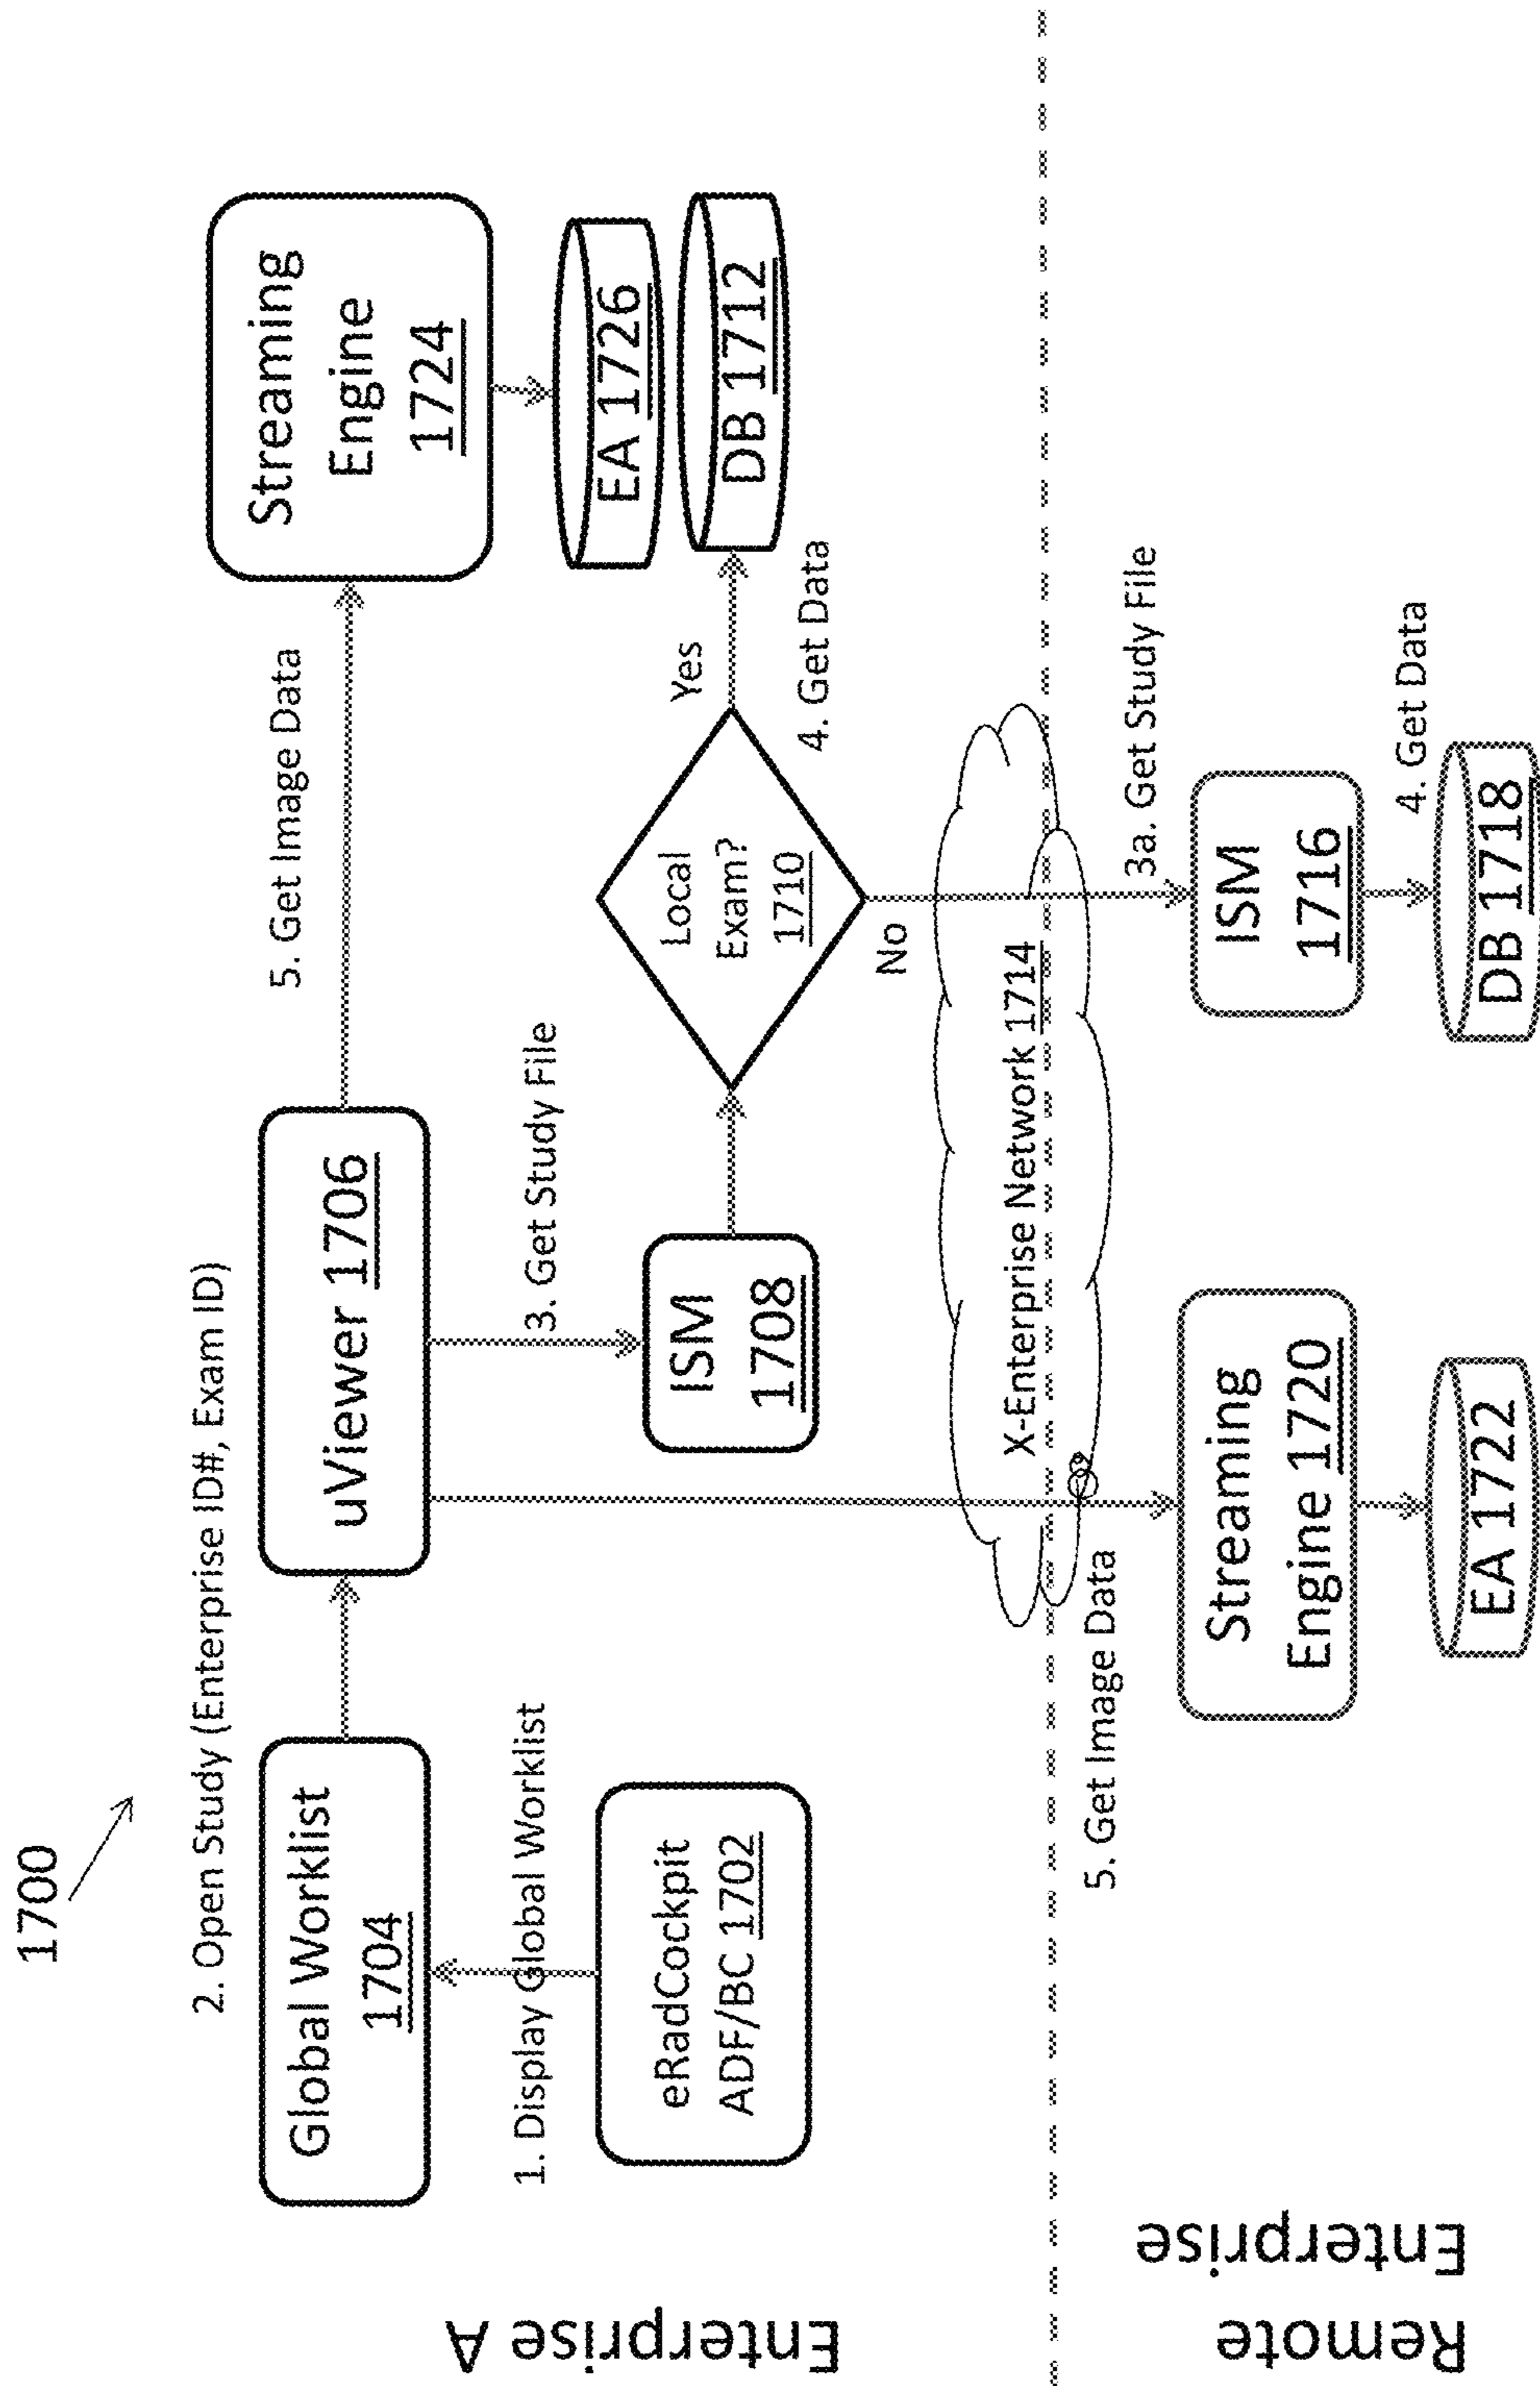 1700
2. Open Study (Enterprise ID#, Exam ID)
Global Worklist
1704
uViewer 1706
5. Get Image Data
Streaming
Engine
1724
1. Display Global Worklist
3. Get Study File
EA 1726
eRadCockpit
ADF/BC 1702
ISM
1708
Local
Exam?
1710
Yes
DB 1712
4. Get Data
No
Enterprise A
X-Enterprise Network 1714
5. Get Image Data
3a. Get Study File
Remote
Enterprise
Streaming
Engine 1720
ISM
1716
4. Get Data
EA 1722
DB 1718